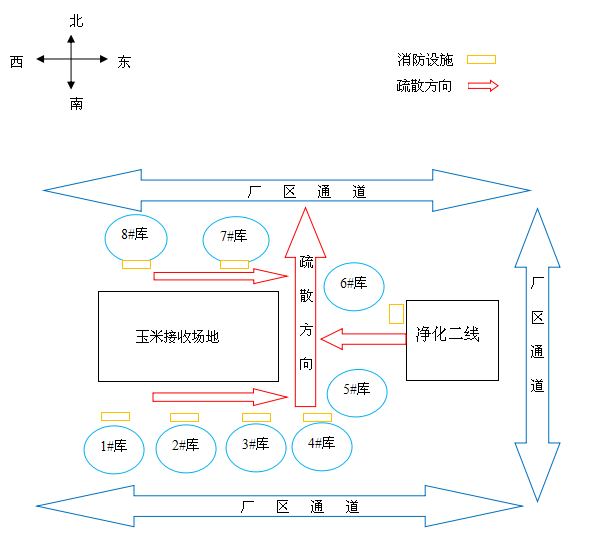 北
西
东
南
消防设施
疏散方向
厂区通道
8#库
7#库
疏散方向
6#库
厂区通道
玉米接收场地
净化二线
5#库
1#库
2#库
3#库
4#库
厂区通道